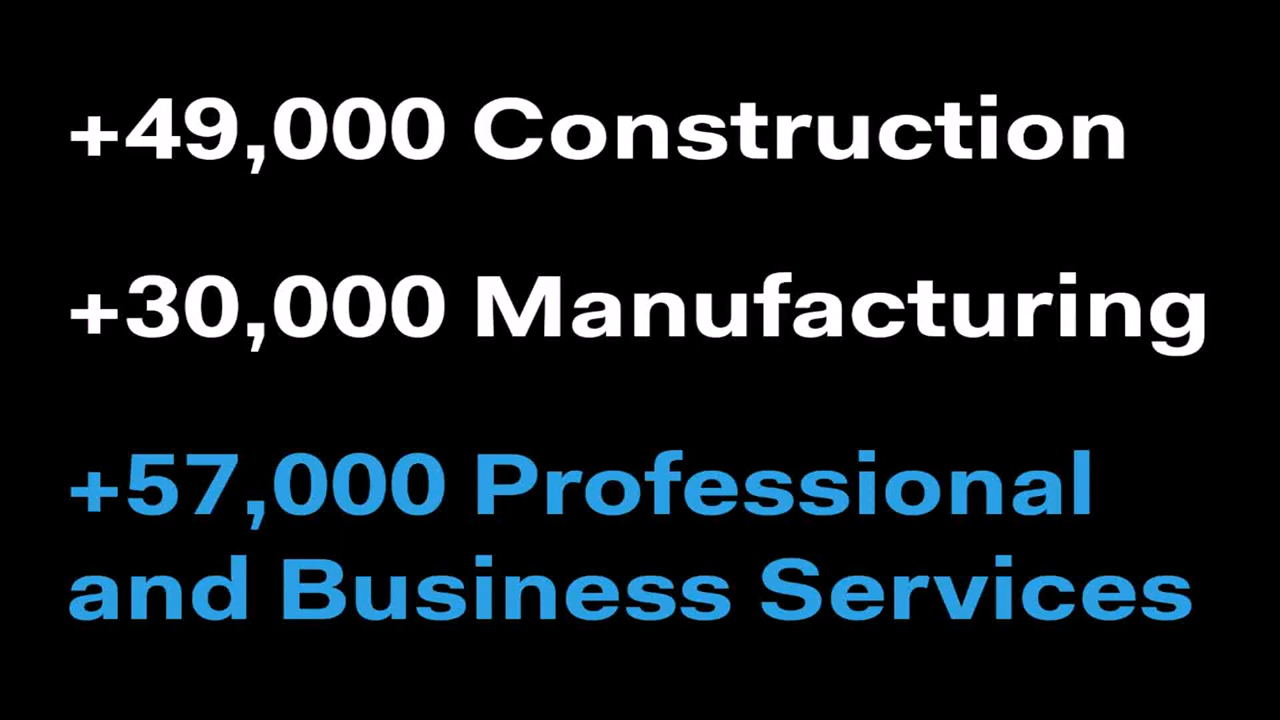 +49,000 Construction
+30,000 Manufacturing
+57,000 Professional
and Business Services